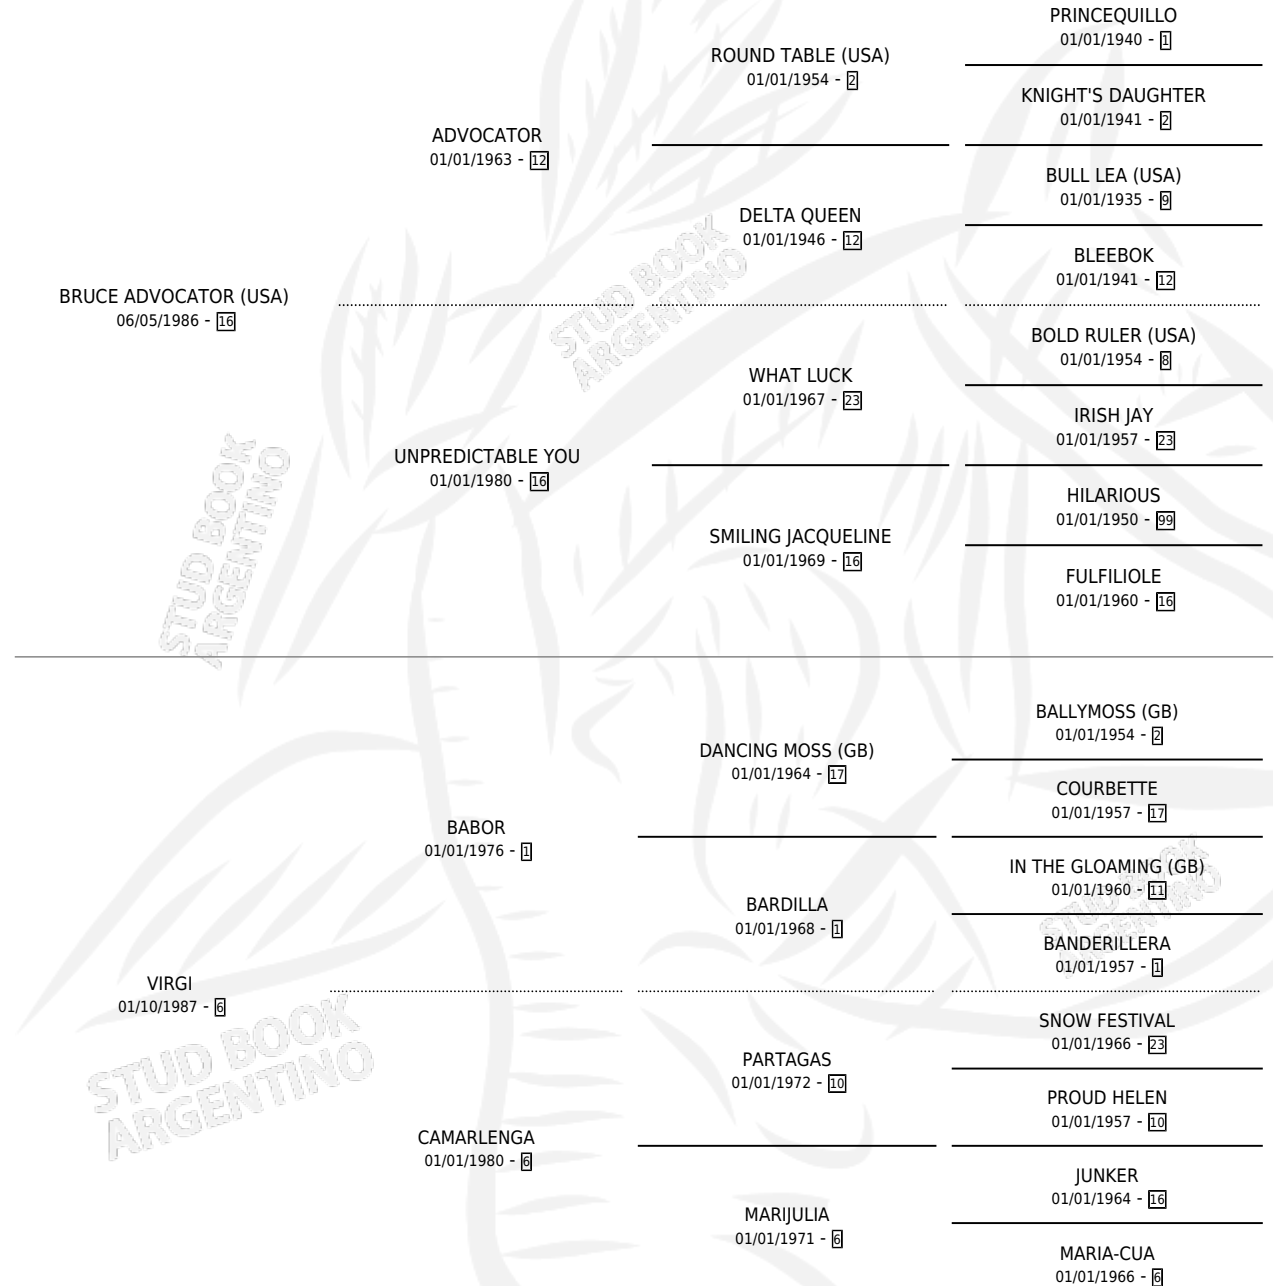 PRINCEQUILLO
01/01/1940 - 1
ROUND TABLE (USA)
01/01/1954 - 2
KNIGHT'S DAUGHTER
01/01/1941 - 2
ADVOCATOR
01/01/1963 - 12
BULL LEA (USA)
01/01/1935 - 9
DELTA QUEEN
01/01/1946 - 12
BLEEBOK
01/01/1941 - 12
BRUCE ADVOCATOR (USA)
06/05/1986 - 16
BOLD RULER (USA)
01/01/1954 - 8
WHAT LUCK
01/01/1967 - 23
IRISH JAY
01/01/1957 - 23
UNPREDICTABLE YOU
01/01/1980 - 16
HILARIOUS
01/01/1950 - 99
SMILING JACQUELINE
01/01/1969 - 16
FULFILIOLE
01/01/1960 - 16
BALLYMOSS (GB)
01/01/1954 - 2
DANCING MOSS (GB)
01/01/1964 - 17
COURBETTE
01/01/1957 - 17
BABOR
01/01/1976 - 1
IN THE GLOAMING (GB)
01/01/1960 - 11
BARDILLA
01/01/1968 - 1
BANDERILLERA
01/01/1957 - 1
VIRGI
01/10/1987 - 6
SNOW FESTIVAL
01/01/1966 - 23
PARTAGAS
01/01/1972 - 10
PROUD HELEN
01/01/1957 - 10
CAMARLENGA
01/01/1980 - 6
JUNKER
01/01/1964 - 16
MARIJULIA
01/01/1971 - 6
MARIA-CUA
01/01/1966 - 6
STUD BOOK
ARGENTINO
STUD BOOK
ARGENTINO
STUD BOOK
ARGENTINO
STUD BOOK
ARGENTINO